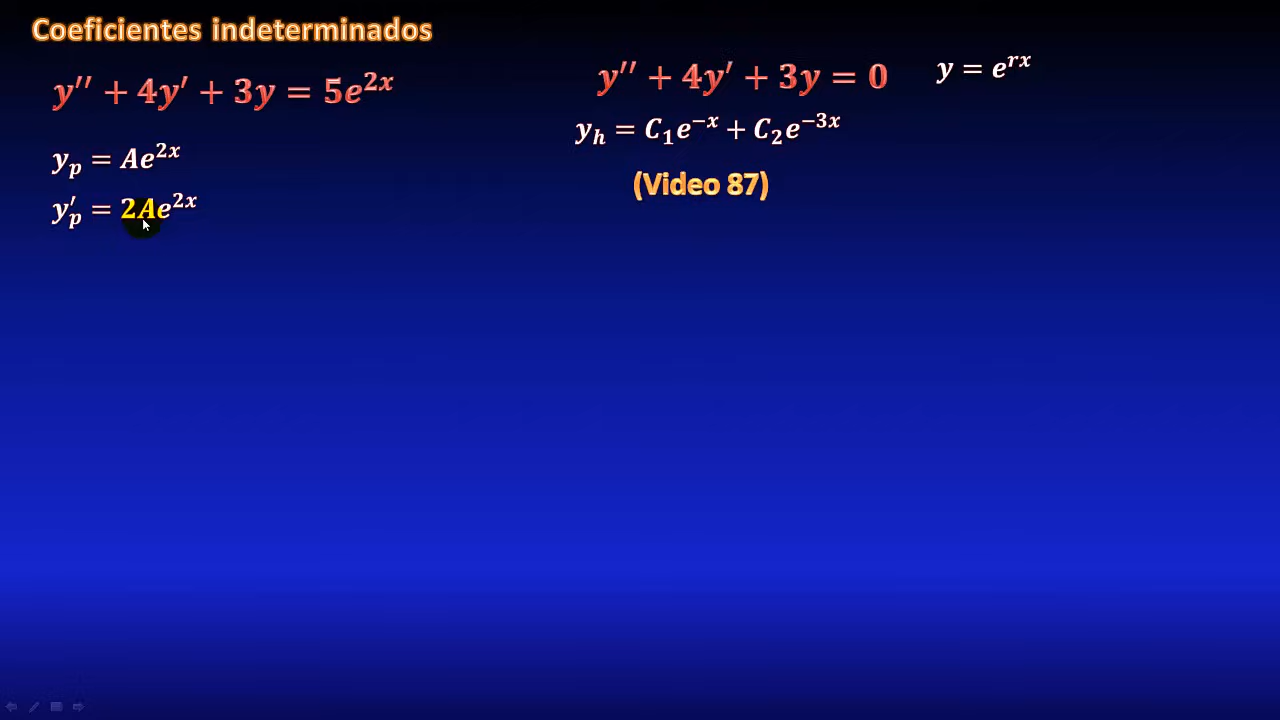 Coeficientes indeterminados
y′′ + 4y′ + 3y = 5e^{2x}
y_p = Ae^{2x}
y′_p = 2Ae^{2x}
y′′ + 4y′ + 3y = 0
y = e^{rx}
y_h = C_1e^{−x} + C_2e^{−3x}
(Video 87)